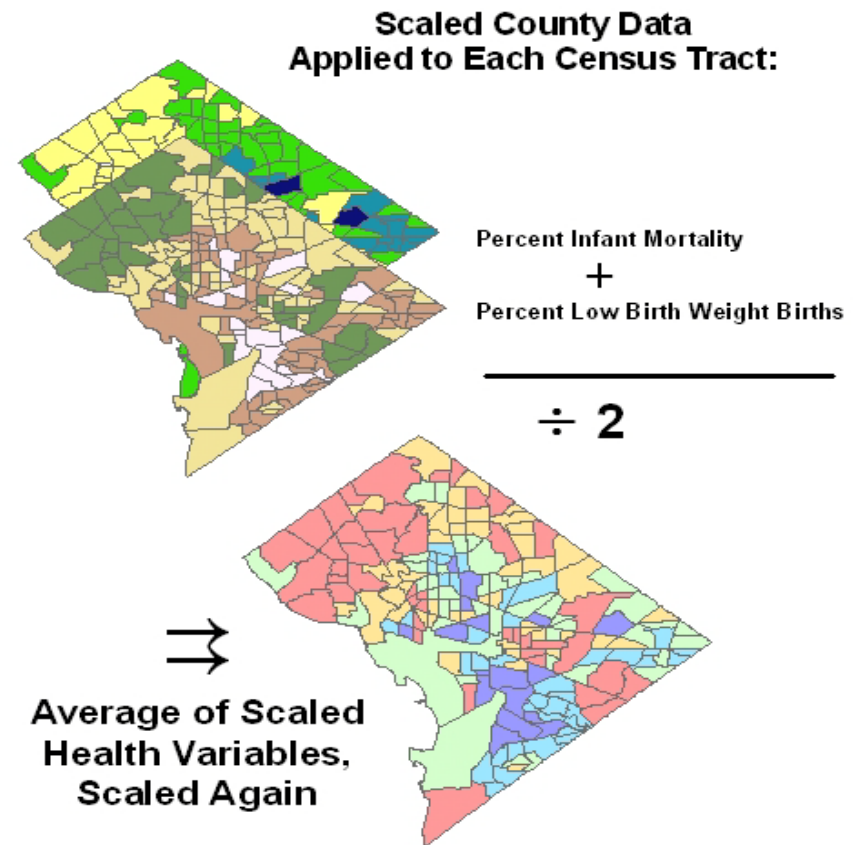 Scaled County Data
Applied to Each Census Tract:
Percent Infant Mortality
+
Percent Low Birth Weight Births
÷ 2
Average of Scaled
Health Variables,
Scaled Again